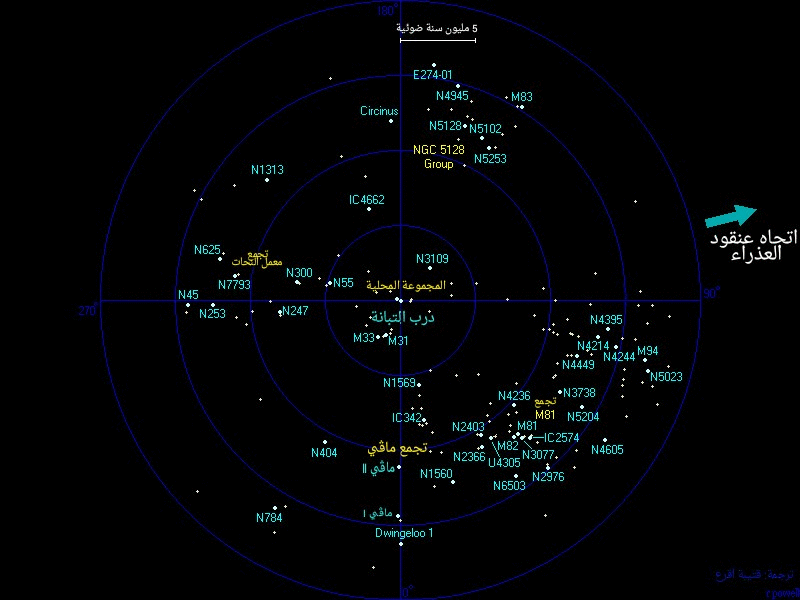 180°
5 مليون سنة ضوئية
E274-01
N4945
M83
Circinus
N5128
N5102
NGC 5128
Group
N5253
N1313
IC4662
اتجاه عنقود
العذراء
N625
تجمع
معمل النحات
N3109
N7793
N300
N55
المجموعة المحلية
90°
N45
270°
N253
N247
درب التبانة
N4395
M33
M31
N4214
N4244
M94
N4449
N5023
N1569
N4236
N3738
تجمع
M81
N5204
IC342
N2403
M81
IC2574
تجمع مافي
M82
N3077
N4605
N404
N2366
U4305
مافي II
N1560
N2976
N6503
مافي I
N784
Dwingeloo 1
ترجمة: قتيبة أقرع
0°